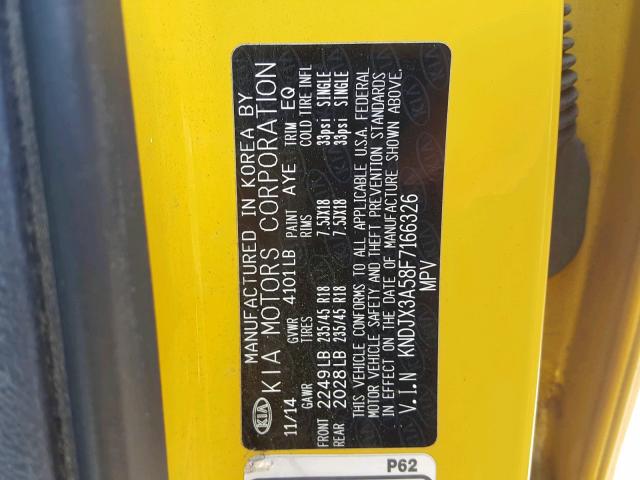 MANUFACTURED IN KOREA BY
KIA KIA MOTORS CORPORATION
11/14 GVWR 4101LB PAINT AYE TRIM EQ
GAWR TIRES RIMS COLD TIRE INFL
FRONT 2249LB 235/45 R18 7.5JX18 33psi SINGLE
REAR 2028LB 235/45 R18 7.5JX18 33psi SINGLE
THIS VEHICLE CONFORMS TO ALL APPLICABLE U.S.A. FEDERAL
MOTOR VEHICLE SAFETY AND THEFT PREVENTION STANDARDS
IN EFFECT ON THE DATE OF MANUFACTURE SHOWN ABOVE.
V.I.N KNDJX3A58F7166326
MPV
P62